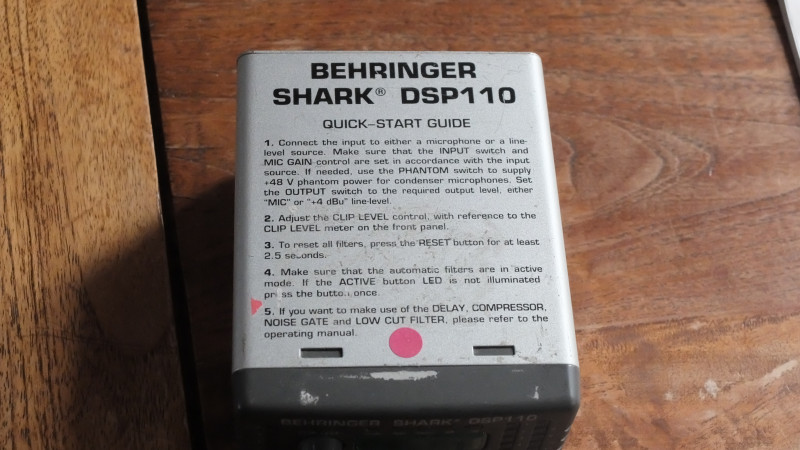 BEHRINGER
SHARK® DSP110
QUICK-START GUIDE
1. Connect the input to either a microphone or a line-
level source. Make sure that the INPUT switch and
MIC GAIN control are set in accordance with the input
source. If needed, use the PHANTOM switch to supply
+48 V phantom power for condenser microphones. Set
the OUTPUT switch to the required output level, either
"MIC" or "+4 dBu" line-level.
2. Adjust the CLIP LEVEL control, with reference to the
CLIP LEVEL meter on the front panel.
3. To reset all filters, press the RESET button for at least
2.5 seconds.
4. Make sure that the automatic filters are in active
mode. If the ACTIVE button LED is not illuminated
press the button once.
5. If you want to make use of the DELAY, COMPRESSOR,
NOISE GATE and LOW CUT FILTER, please refer to the
operating manual.
BEHRINGER SHARK® DSP110